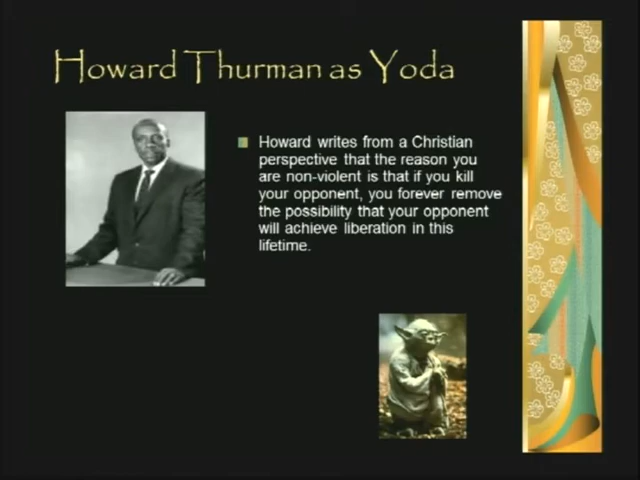 Howard Thurman as Yoda
Howard writes from a Christian
perspective that the reason you
are non-violent is that if you kill
your opponent, you forever remove
the possibility that your opponent
will achieve liberation in this
lifetime.